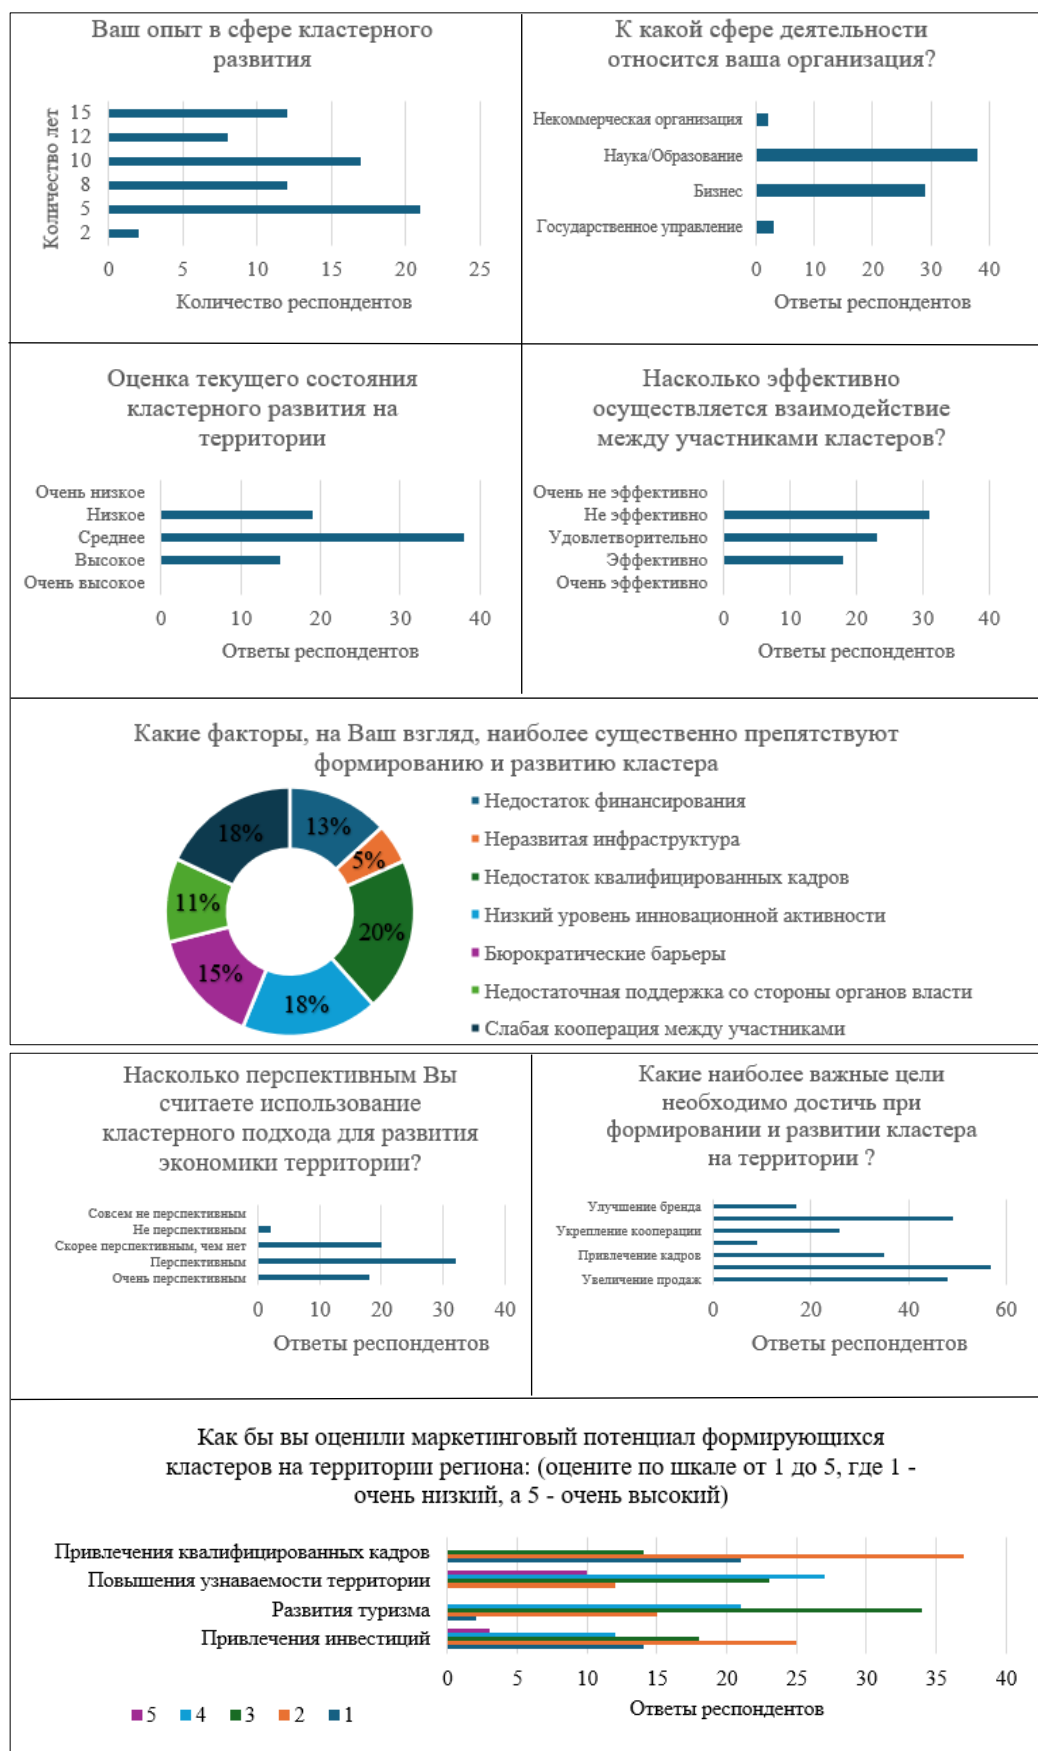 Ваш опыт в сфере кластерного
развития
Количество лет
15
12
10
8
5
2
0 5 10 15 20 25
Количество респондентов
К какой сфере деятельности
относится ваша организация?
Некоммерческая организация
Наука/Образование
Бизнес
Государственное управление
0 10 20 30 40
Ответы респондентов
Оценка текущего состояния
кластерного развития на
территории
Очень низкое
Низкое
Среднее
Высокое
Очень высокое
0 10 20 30 40
Ответы респондентов
Насколько эффективно
осуществляется взаимодействие
между участниками кластеров?
Очень не эффективно
Не эффективно
Удовлетворительно
Эффективно
Очень эффективно
0 10 20 30 40
Ответы респондентов
Какие факторы, на Ваш взгляд, наиболее существенно препятствуют
формированию и развитию кластера
13%
5%
20%
18%
15%
11%
18%
Недостаток финансирования
Неразвитая инфраструктура
Недостаток квалифицированных кадров
Низкий уровень инновационной активности
Бюрократические барьеры
Недостаточная поддержка со стороны органов власти
Слабая кооперация между участниками
Насколько перспективным Вы
считаете использование
кластерного подхода для развития
экономики территории?
Совсем не перспективным
Не перспективным
Скорее перспективным, чем нет
Перспективным
Очень перспективным
0 10 20 30 40
Ответы респондентов
Какие наиболее важные цели
необходимо достичь при
формировании и развитии кластера
на территории ?
Улучшение бренда
Укрепление кооперации
Привлечение кадров
Увеличение продаж
0 20 40 60
Ответы респондентов
Как бы вы оценили маркетинговый потенциал формирующихся
кластеров на территории региона: (оцените по шкале от 1 до 5, где 1 -
очень низкий, а 5 - очень высокий)
Привлечения квалифицированных кадров
Повышения узнаваемости территории
Развития туризма
Привлечения инвестиций
0 5 10 15 20 25 30 35 40
Ответы респондентов
5 4 3 2 1